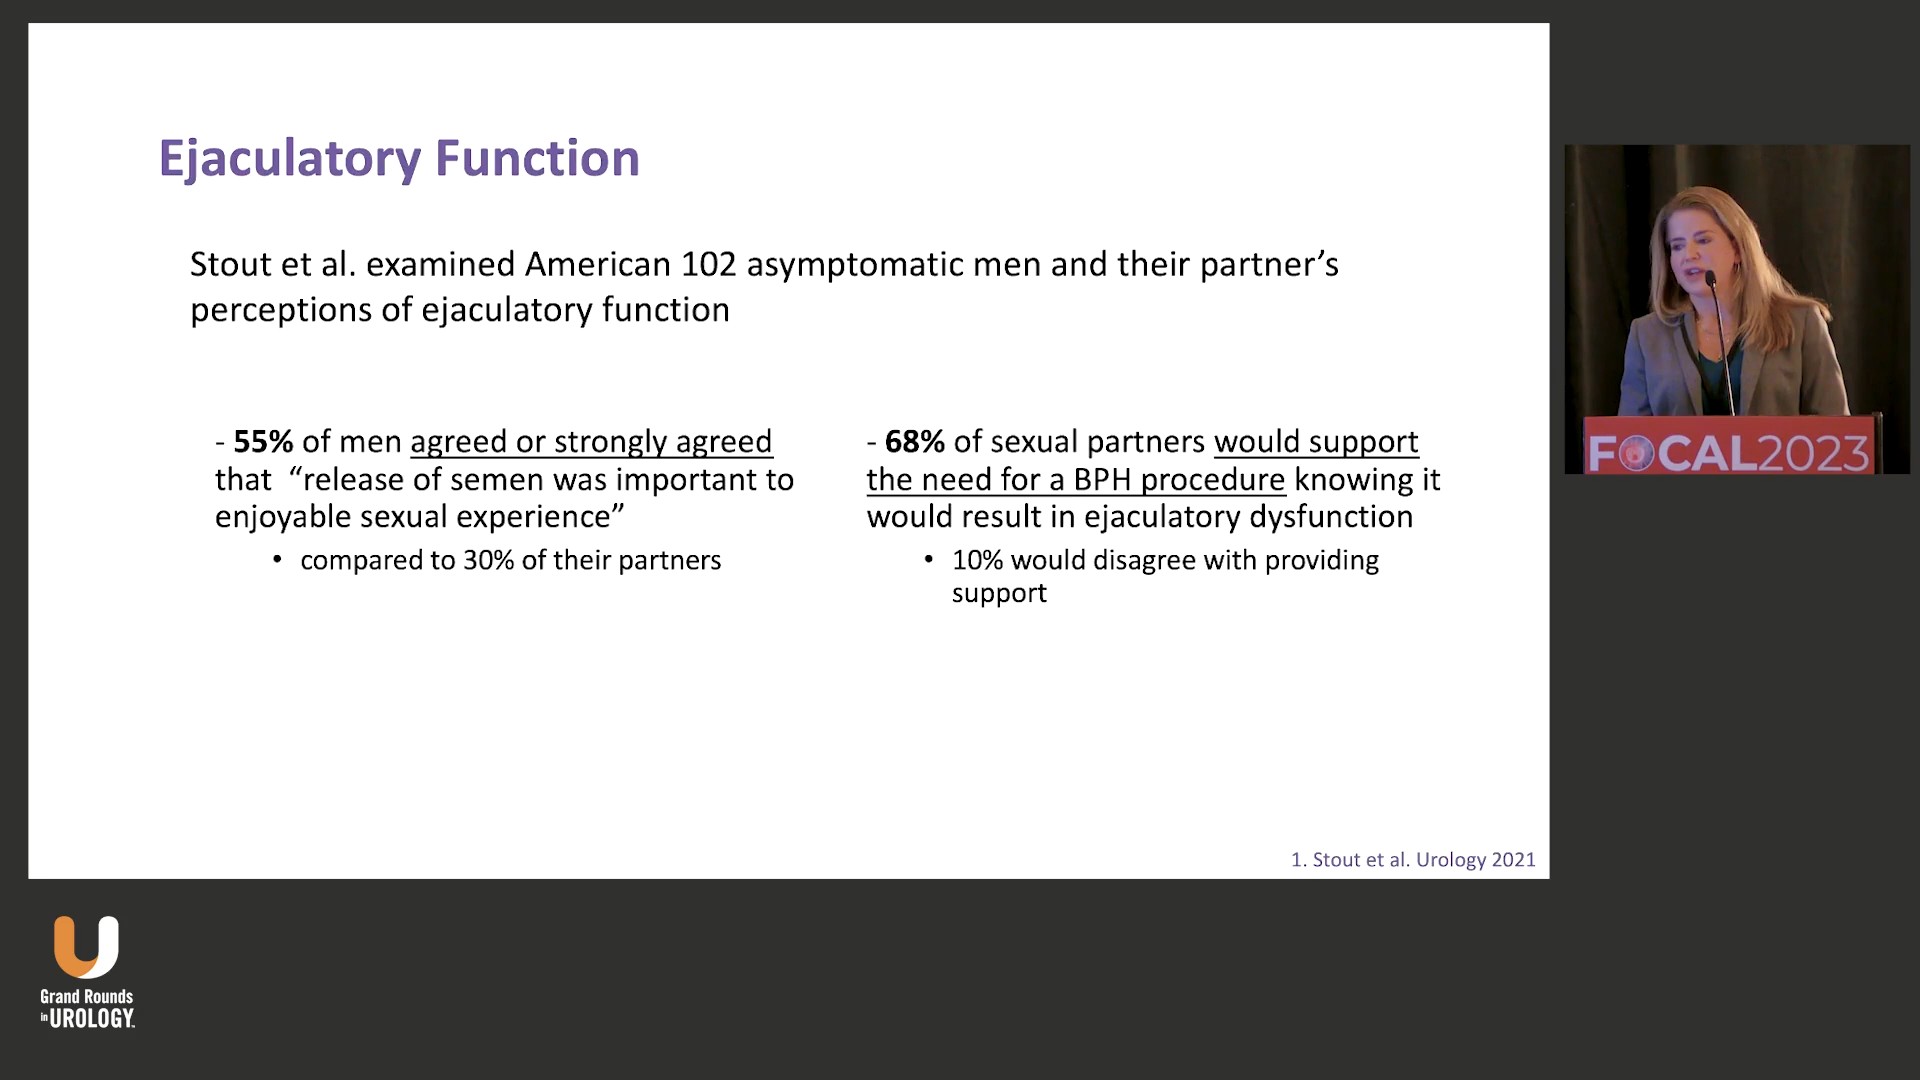 Ejaculatory Function
Stout et al. examined American 102 asymptomatic men and their partner’s
perceptions of ejaculatory function
- 55% of men agreed or strongly agreed
that “release of semen was important to
enjoyable sexual experience”
• compared to 30% of their partners
- 68% of sexual partners would support
the need for a BPH procedure knowing it
would result in ejaculatory dysfunction
• 10% would disagree with providing
support
1. Stout et al. Urology 2021
FOCAL2023
U
Grand Rounds
in UROLOGY™